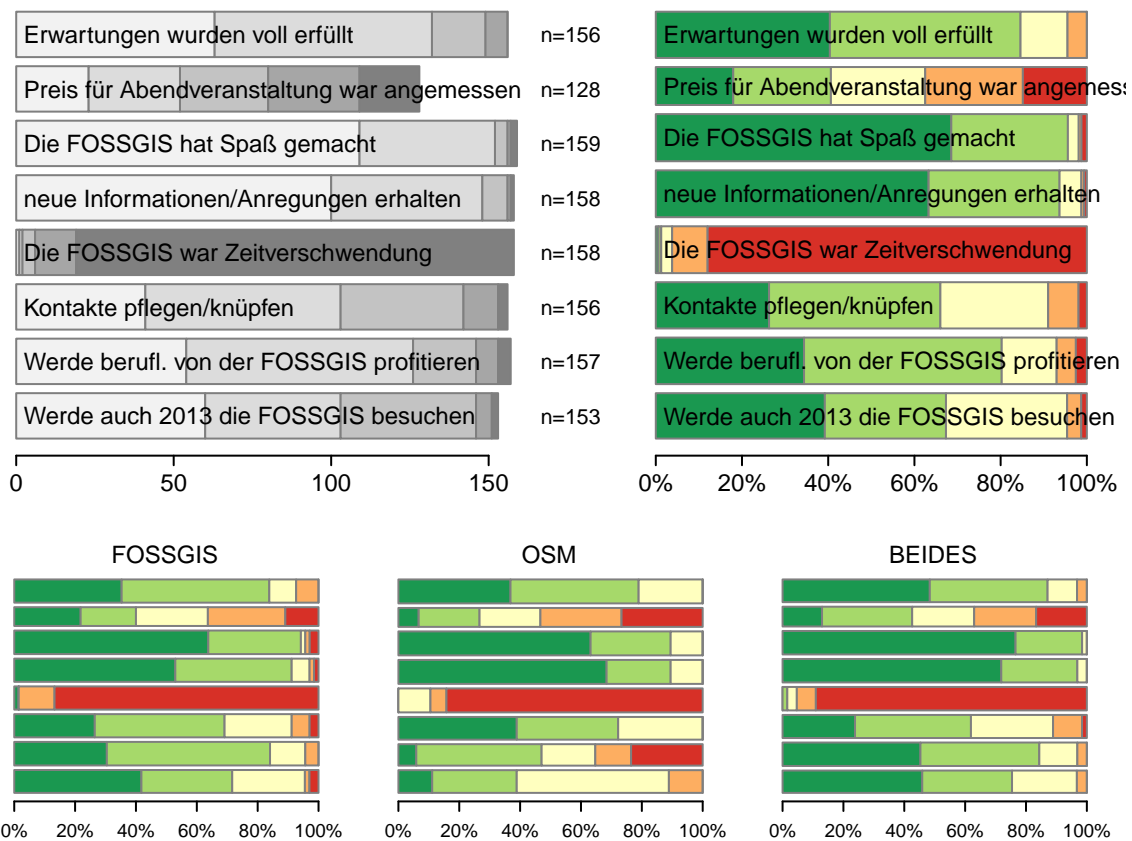 Erwartungen wurden voll erfüllt n=156 Erwartungen wurden voll erfüllt
Preis für Abendveranstaltung war angemessen n=128 Preis für Abendveranstaltung war angemess
Die FOSSGIS hat Spaß gemacht n=159 Die FOSSGIS hat Spaß gemacht
neue Informationen/Anregungen erhalten n=158 neue Informationen/Anregungen erhalten
Die FOSSGIS war Zeitverschwendung n=158 Die FOSSGIS war Zeitverschwendung
Kontakte pflegen/knüpfen n=156 Kontakte pflegen/knüpfen
Werde berufl. von der FOSSGIS profitieren n=157 Werde berufl. von der FOSSGIS profitieren
Werde auch 2013 die FOSSGIS besuchen n=153 Werde auch 2013 die FOSSGIS besuchen
0 50 100 150 0% 20% 40% 60% 80% 100%
FOSSGIS OSM BEIDES
0% 20% 40% 60% 80% 100% 0% 20% 40% 60% 80% 100% 0% 20% 40% 60% 80% 100%